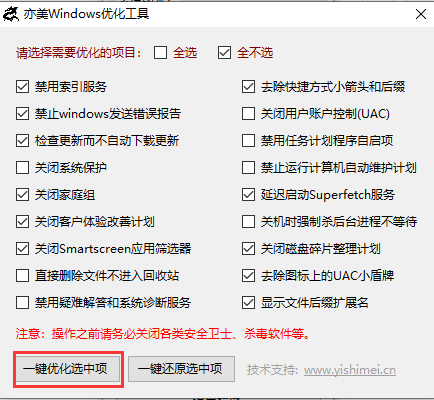 亦美Windows优化工具
请选择需要优化的项目： 全选 全不选
禁用索引服务 去除快捷方式小箭头和后缀
禁止windows发送错误报告 关闭用户账户控制(UAC)
检查更新而不自动下载更新 禁用任务计划程序自启项
关闭系统保护 禁止运行计算机自动维护计划
关闭家庭组 延迟启动Superfetch服务
关闭客户体验改善计划 关机时强制杀后台进程不等待
关闭Smartscreen应用筛选器 关闭磁盘碎片整理计划
直接删除文件不进入回收站 去除图标上的UAC小盾牌
禁用疑难解答和系统诊断服务 显示文件后缀扩展名
注意：操作之前请务必关闭各类安全卫士、杀毒软件等。
一键优化选中项 一键还原选中项 技术支持: www.yishimei.cn